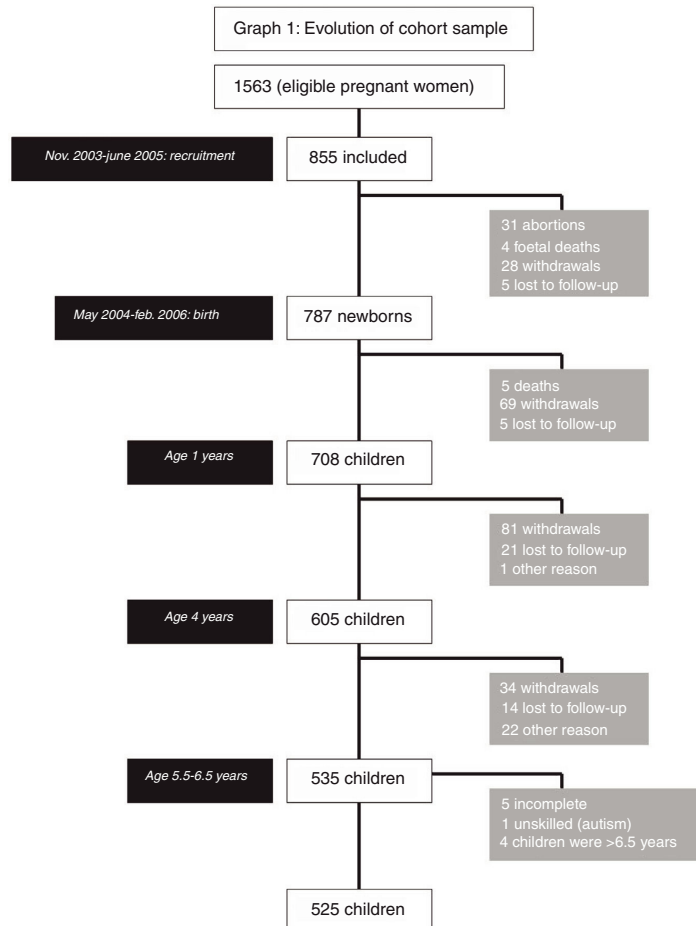 Graph 1: Evolution of cohort sample
1563 (eligible pregnant women)
Nov. 2003-june 2005: recruitment
855 included
31 abortions
4 foetal deaths
28 withdrawals
5 lost to follow-up
May 2004-feb. 2006: birth
787 newborns
5 deaths
69 withdrawals
5 lost to follow-up
Age 1 years
708 children
81 withdrawals
21 lost to follow-up
1 other reason
Age 4 years
605 children
34 withdrawals
14 lost to follow-up
22 other reason
Age 5.5-6.5 years
535 children
5 incomplete
1 unskilled (autism)
4 children were >6.5 years
525 children